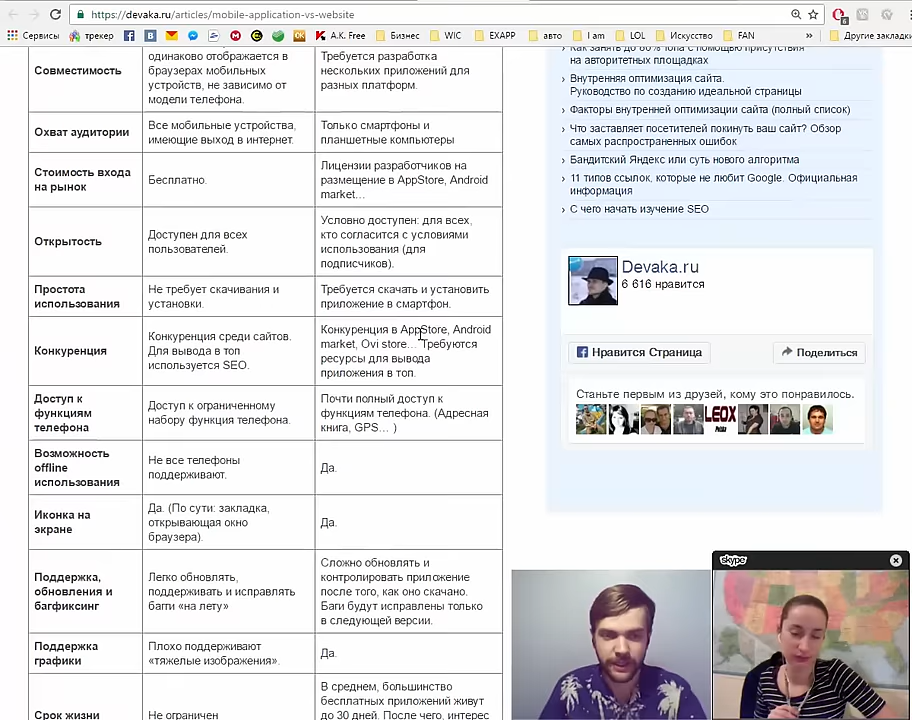 https://devaka.ru/articles/mobile-application-vs-website
Сервисы
трекер
A.K. Free
Бизнес
WIC
EXAPP
авто
I am
LOL
Искусство
FAN
»
Другие закладки
Совместимость
одинаково отображается в
браузерах мобильных
устройств, не зависимо от
модели телефона.
Требуется разработка
нескольких приложений для
разных платформ.
Охват аудитории
Все мобильные устройства,
имеющие выход в интернет.
Только смартфоны и
планшетные компьютеры
Стоимость входа
на рынок
Бесплатно.
Лицензии разработчиков на
размещение в AppStore, Android
market…
Открытость
Доступен для всех
пользователей.
Условно доступен: для всех,
кто согласится с условиями
использования (для
подписчиков).
Простота
использования
Не требует скачивания и
установки.
Требуется скачать и установить
приложение в смартфон.
Конкуренция
Конкуренция среди сайтов.
Для вывода в топ
используется SEO.
Конкуренция в AppStore, Android
market, Ovi store… Требуются
ресурсы для вывода
приложения в топ.
Доступ к
функциям
телефона
Доступ к ограниченному
набору функция телефона.
Почти полный доступ к
функциям телефона. (Адресная
книга, GPS… )
Возможность
offline
использования
Не все телефоны
поддерживают.
Да.
Иконка на
экране
Да. (По сути: закладка,
открывающая окно
браузера).
Да.
Поддержка,
обновления и
багфиксинг
Легко обновлять,
поддерживать и исправлять
багги «на лету»
Сложно обновлять и
контролировать приложение
после того, как оно скачано.
Баги будут исправлены только
в следующей версии.
Поддержка
графики
Плохо поддерживают
«тяжелые изображения».
Да.
Срок жизни
Не ограничен
В среднем, большинство
бесплатных приложений живут
до 30 дней. После чего, интерес
› Как занять до 80% топа с помощью присутствия
на авторитетных площадках
› Внутренняя оптимизация сайта.
Руководство по созданию идеальной страницы
› Факторы внутренней оптимизации сайта (полный список)
› Что заставляет посетителей покинуть ваш сайт? Обзор
самых распространенных ошибок
› Бандитский Яндекс или суть нового алгоритма
› 11 типов ссылок, которые не любит Google. Официальная
информация
› С чего начать изучение SEO
Devaka.ru
6 616 нравится
Нравится Страница
Поделиться
Станьте первым из друзей, кому это понравилось.
LEOX
skype